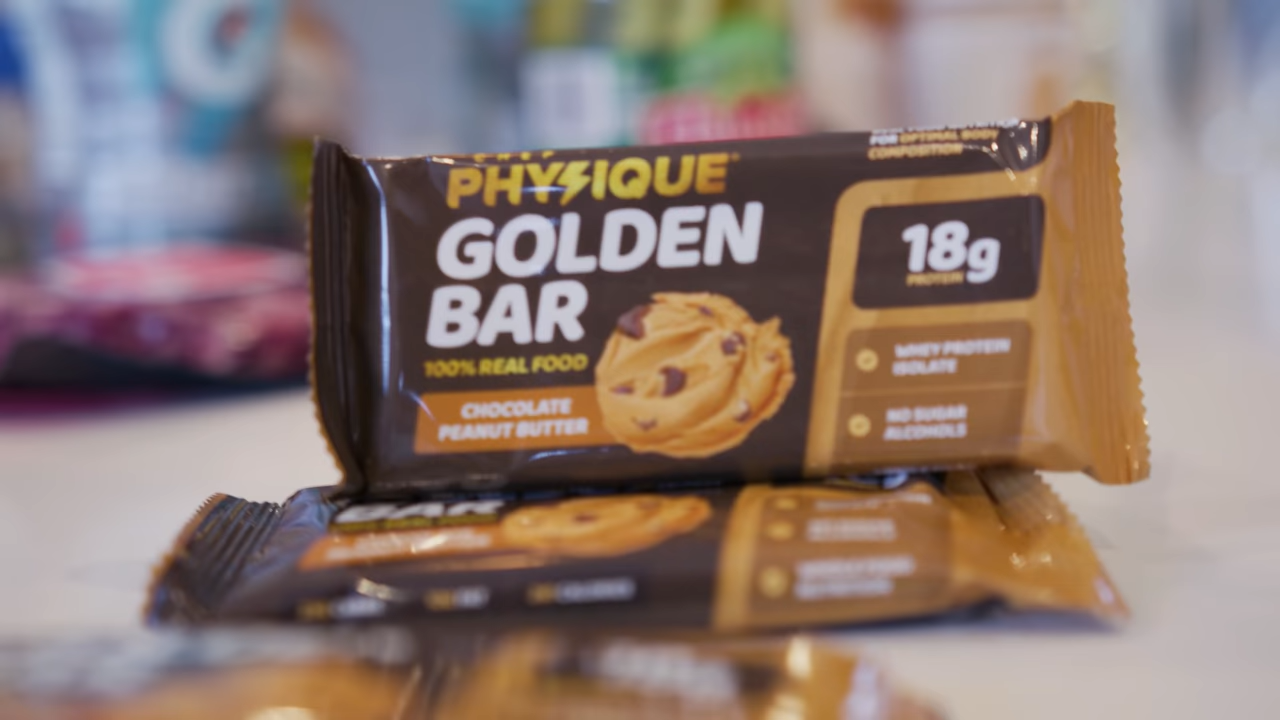 PHYSIQUE
GOLDEN
BAR
100% REAL FOOD
CHOCOLATE
PEANUT BUTTER
FOR OPTIMAL BODY
COMPOSITION
18g
PROTEIN
WHEY PROTEIN
ISOLATE
NO SUGAR
ALCOHOLS
BAR